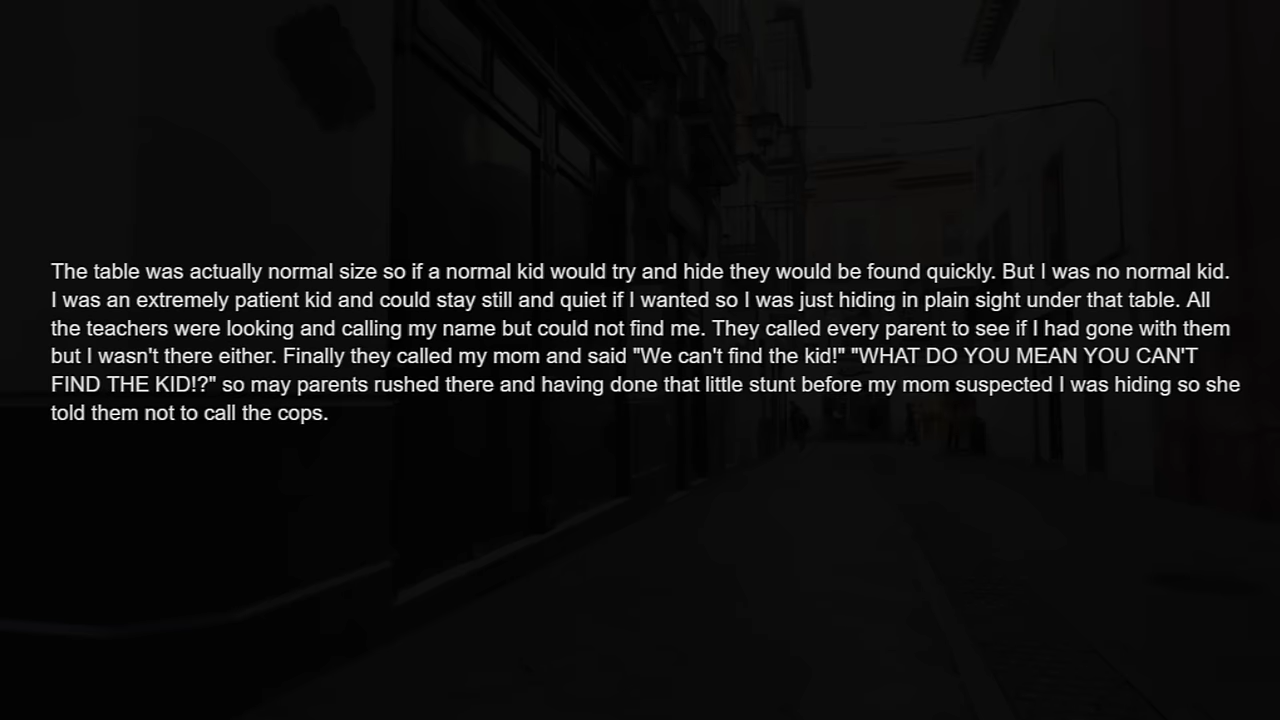 The table was actually normal size so if a normal kid would try and hide they would be found quickly. But I was no normal kid.
I was an extremely patient kid and could stay still and quiet if I wanted so I was just hiding in plain sight under that table. All
the teachers were looking and calling my name but could not find me. They called every parent to see if I had gone with them
but I wasn't there either. Finally they called my mom and said "We can't find the kid!" "WHAT DO YOU MEAN YOU CAN'T
FIND THE KID!?" so may parents rushed there and having done that little stunt before my mom suspected I was hiding so she
told them not to call the cops.